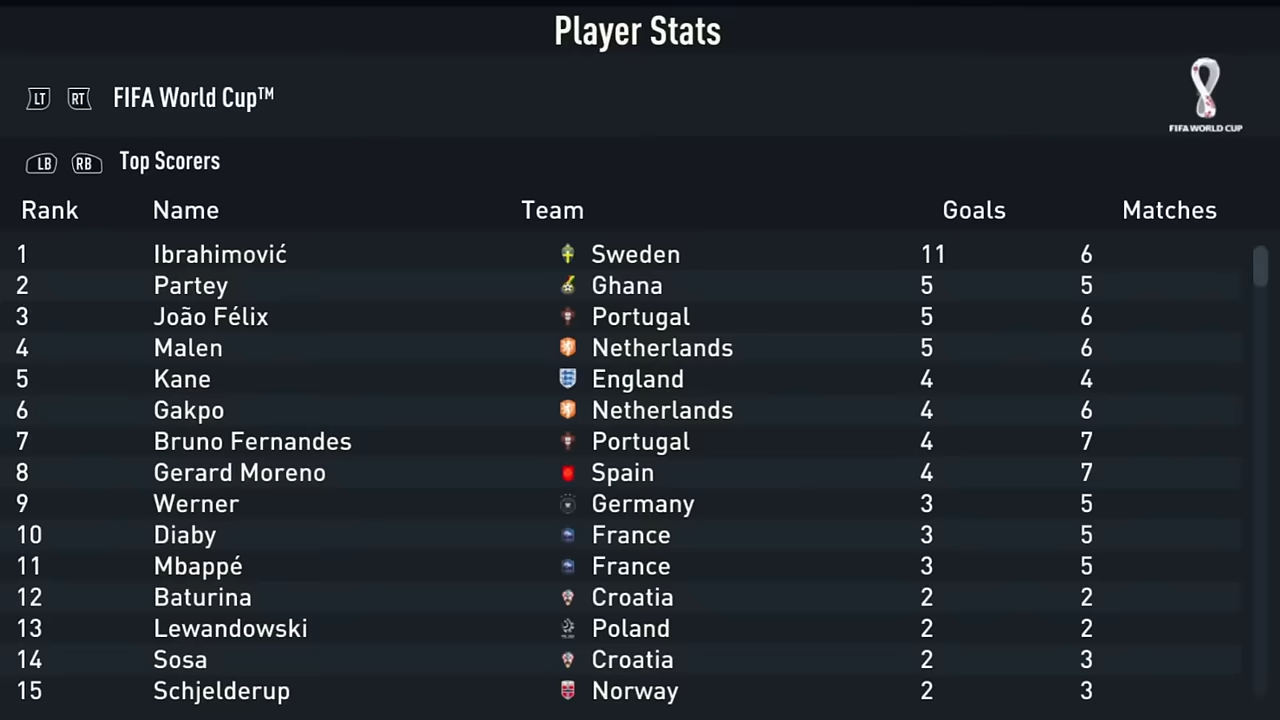 Player Stats
LT RT FIFA World Cup™
FIFA WORLD CUP
LB RB Top Scorers
Rank Name Team Goals Matches
1 Ibrahimović Sweden 11 6
2 Partey Ghana 5 5
3 João Félix Portugal 5 6
4 Malen Netherlands 5 6
5 Kane England 4 4
6 Gakpo Netherlands 4 6
7 Bruno Fernandes Portugal 4 7
8 Gerard Moreno Spain 4 7
9 Werner Germany 3 5
10 Diaby France 3 5
11 Mbappé France 3 5
12 Baturina Croatia 2 2
13 Lewandowski Poland 2 2
14 Sosa Croatia 2 3
15 Schjelderup Norway 2 3